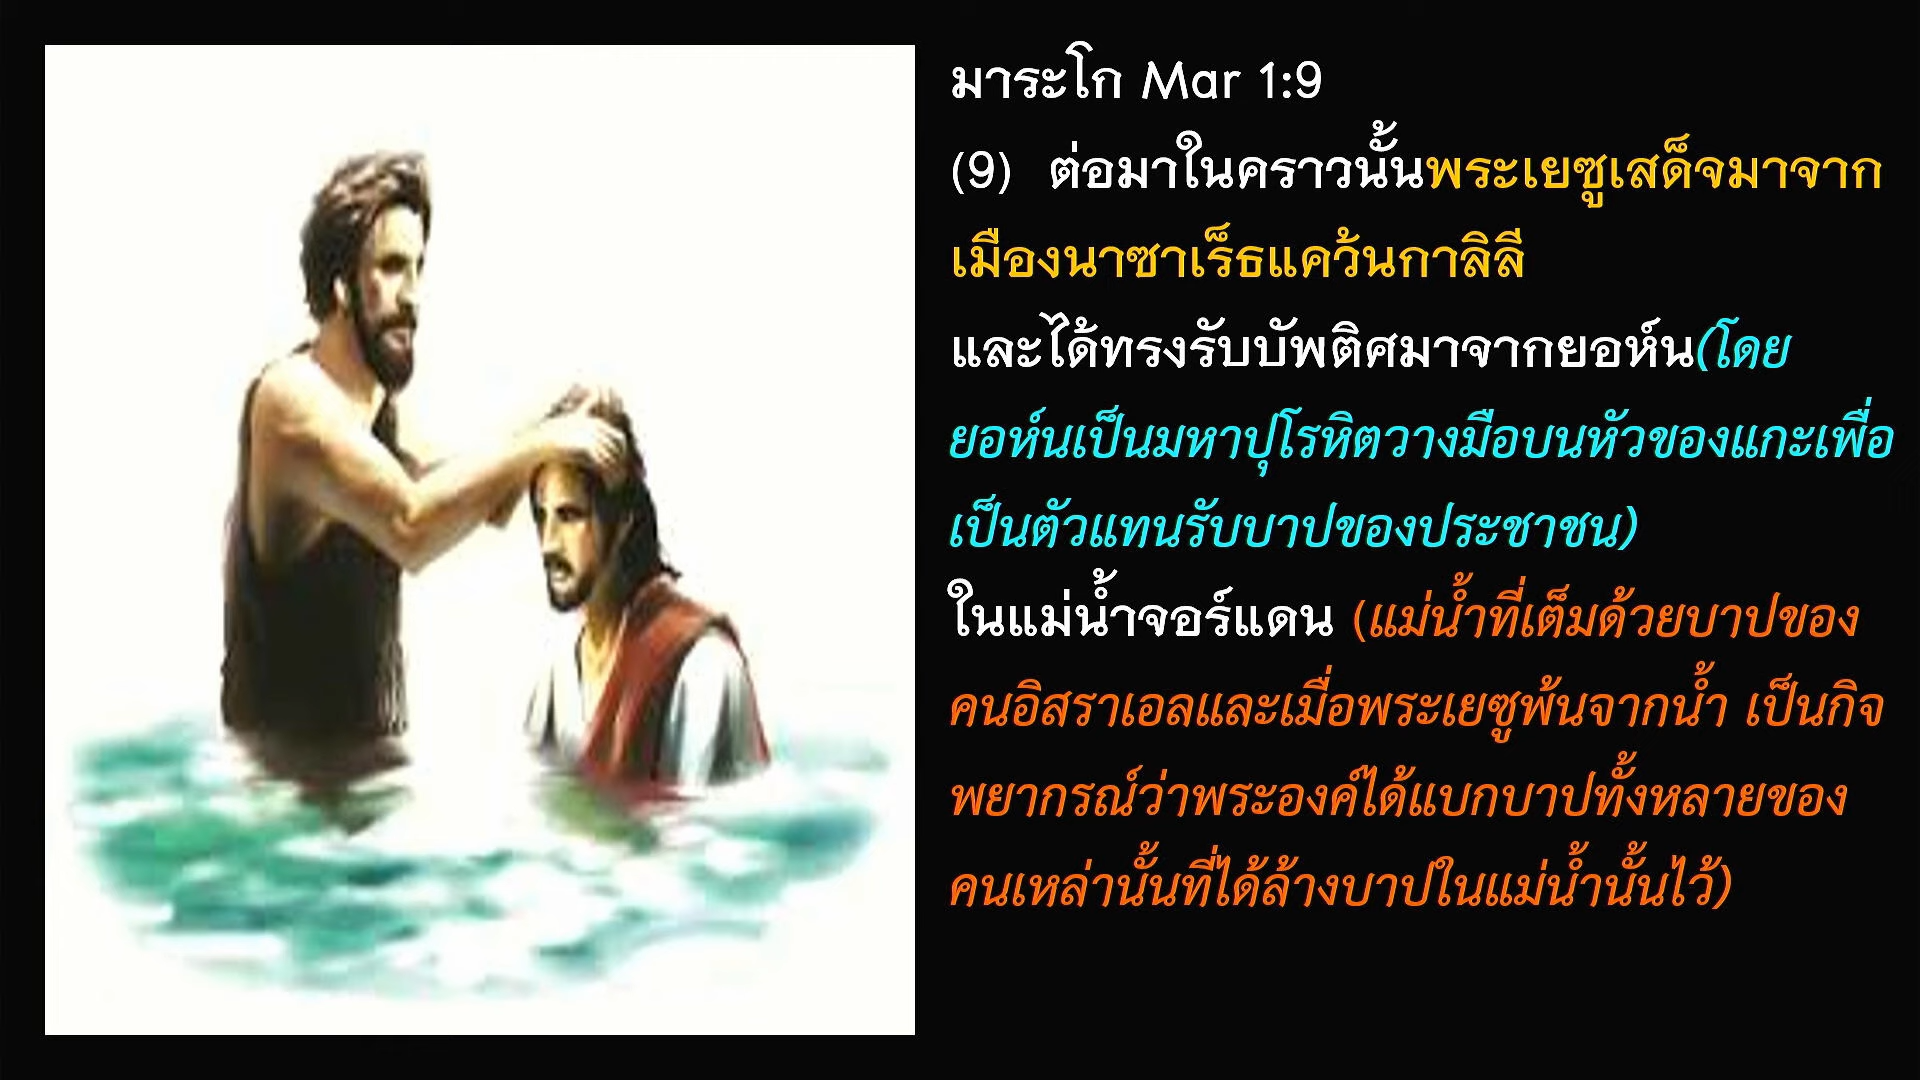 มาระโก Mar 1:9
(9) ต่อมาในคราวนั้นพระเยซูเสด็จมาจาก
เมืองนาซาเร็ธแคว้นกาลิลี
และได้ทรงรับบัพติศมาจากยอห์น(โดย
ยอห์นเป็นมหาปุโรหิตวางมือบนหัวของแกะเพื่อ
เป็นตัวแทนรับบาปของประชาชน)
ในแม่น้ำจอร์แดน (แม่น้ำที่เต็มด้วยบาปของ
คนอิสราเอลและเมื่อพระเยซูพ้นจากน้ำ เป็นกิจ
พยากรณ์ว่าพระองค์ได้แบกบาปทั้งหลายของ
คนเหล่านั้นที่ได้ล้างบาปในแม่น้ำนั้นไว้)